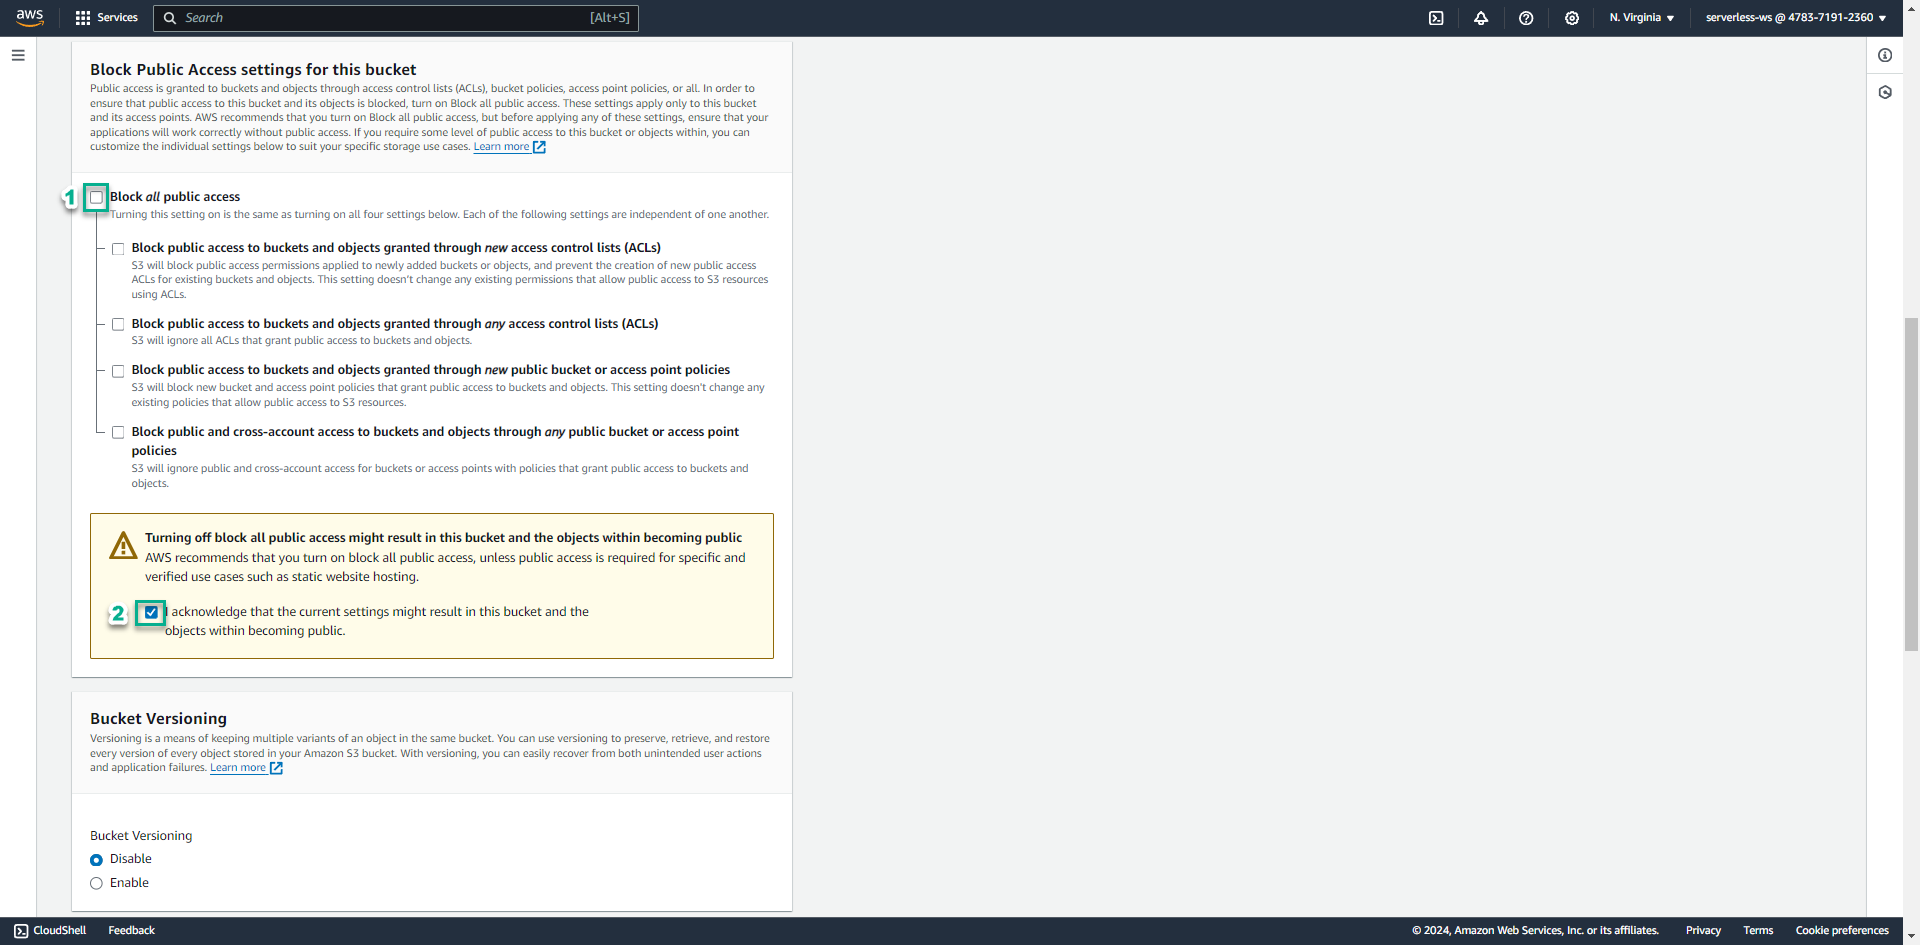 aws
Services
Search
[Alt+S]
N. Virginia
serverless-ws @ 4783-7191-2360
Block Public Access settings for this bucket
Public access is granted to buckets and objects through access control lists (ACLs), bucket policies, access point policies, or all. In order to
ensure that public access to this bucket and its objects is blocked, turn on Block all public access. These settings apply only to this bucket
and its access points. AWS recommends that you turn on Block all public access, but before applying any of these settings, ensure that your
applications will work correctly without public access. If you require some level of public access to this bucket or objects within, you can
customize the individual settings below to suit your specific storage use cases. Learn more
1
Block all public access
Turning this setting on is the same as turning on all four settings below. Each of the following settings are independent of one another.
Block public access to buckets and objects granted through new access control lists (ACLs)
S3 will block public access permissions applied to newly added buckets or objects, and prevent the creation of new public access
ACLs for existing buckets and objects. This setting doesn't change any existing permissions that allow public access to S3 resources
using ACLs.
Block public access to buckets and objects granted through any access control lists (ACLs)
S3 will ignore all ACLs that grant public access to buckets and objects.
Block public access to buckets and objects granted through new public bucket or access point policies
S3 will block new bucket and access point policies that grant public access to buckets and objects. This setting doesn't change any
existing policies that allow public access to S3 resources.
Block public and cross-account access to buckets and objects through any public bucket or access point
policies
S3 will ignore public and cross-account access for buckets or access points with policies that grant public access to buckets and
objects.
Turning off block all public access might result in this bucket and the objects within becoming public
AWS recommends that you turn on block all public access, unless public access is required for specific and
verified use cases such as static website hosting.
2
I acknowledge that the current settings might result in this bucket and the
objects within becoming public.
Bucket Versioning
Versioning is a means of keeping multiple variants of an object in the same bucket. You can use versioning to preserve, retrieve, and restore
every version of every object stored in your Amazon S3 bucket. With versioning, you can easily recover from both unintended user actions
and application failures. Learn more
Bucket Versioning
Disable
Enable
CloudShell
Feedback
© 2024, Amazon Web Services, Inc. or its affiliates.
Privacy
Terms
Cookie preferences